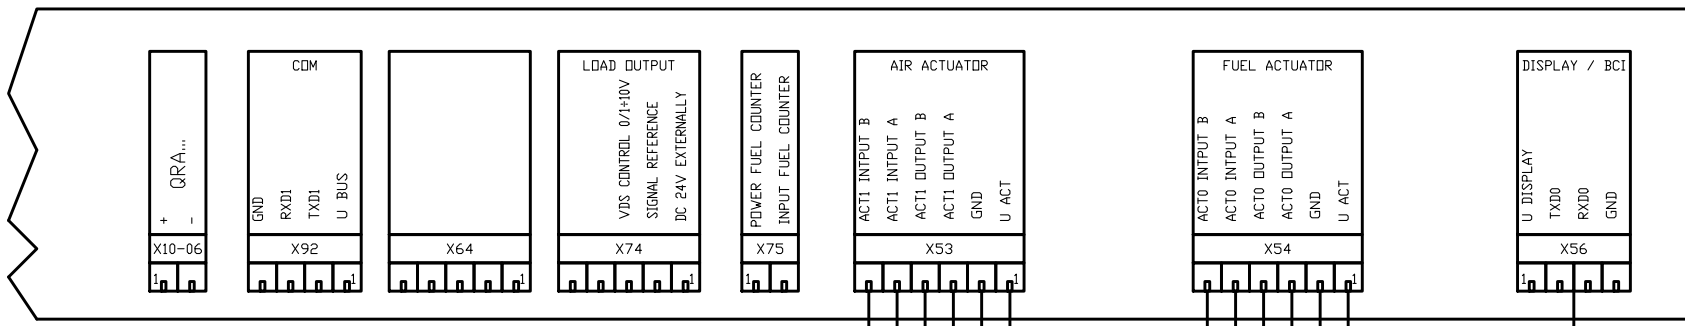 +
-
QRA...
X10-06
1
COM
GND
RXD1
TXD1
U BUS
X92
1
X64
1
LOAD OUTPUT
VDS CONTROL 0/1÷10V
SIGNAL REFERENCE
DC 24V EXTERNALLY
X74
1
POWER FUEL COUNTER
INPUT FUEL COUNTER
X75
1
AIR ACTUATOR
ACT1 INTPUT B
ACT1 INTPUT A
ACT1 OUTPUT B
ACT1 OUTPUT A
GND
U ACT
X53
1
FUEL ACTUATOR
ACT0 INTPUT B
ACT0 INTPUT A
ACT0 OUTPUT B
ACT0 OUTPUT A
GND
U ACT
X54
1
DISPLAY / BCI
U DISPLAY
TXD0
RXD0
GND
X56
1